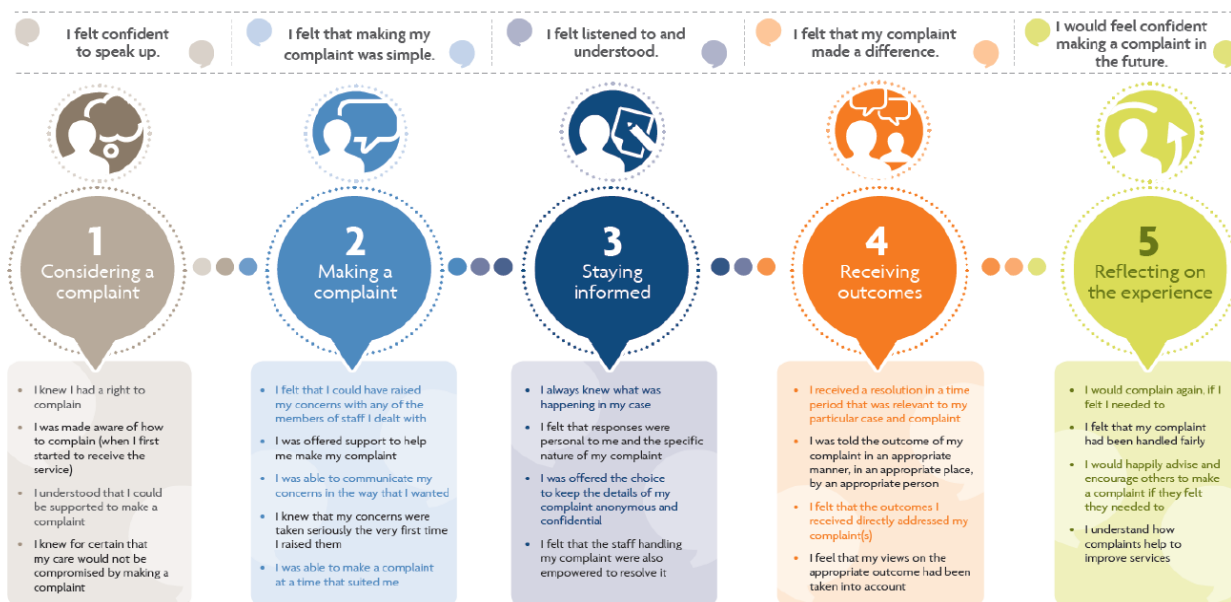 I felt confident
to speak up.
I felt that making my
complaint was simple.
I felt listened to and
understood.
I felt that my complaint
made a difference.
I would feel confident
making a complaint in
the future.
1
Considering a
complaint
2
Making a
complaint
3
Staying
informed
4
Receiving
outcomes
5
Reflecting on
the experience
• I knew I had a right to
complain
• I was made aware of how
to complain (when I first
started to receive the
service)
• I understood that I could
be supported to make a
complaint
• I knew for certain that
my care would not be
compromised by making a
complaint
• I felt that I could have raised
my concerns with any of the
members of staff I dealt with
• I was offered support to help
me make my complaint
• I was able to communicate my
concerns in the way that I wanted
• I knew that my concerns were
taken seriously the very first time
I raised them
• I was able to make a complaint
at a time that suited me
• I always knew what was
happening in my case
• I felt that responses were
personal to me and the specific
nature of my complaint
• I was offered the choice
to keep the details of my
complaint anonymous and
confidential
• I felt that the staff handling
my complaint were also
empowered to resolve it
• I received a resolution in a time
period that was relevant to my
particular case and complaint
• I was told the outcome of my
complaint in an appropriate
manner, in an appropriate place,
by an appropriate person
• I felt that the outcomes I
received directly addressed my
complaint(s)
• I feel that my views on the
appropriate outcome had been
taken into account
• I would complain again, if I
felt I needed to
• I felt that my complaint
had been handled fairly
• I would happily advise and
encourage others to make
a complaint if they felt
they needed to
• I understand how
complaints help to
improve services